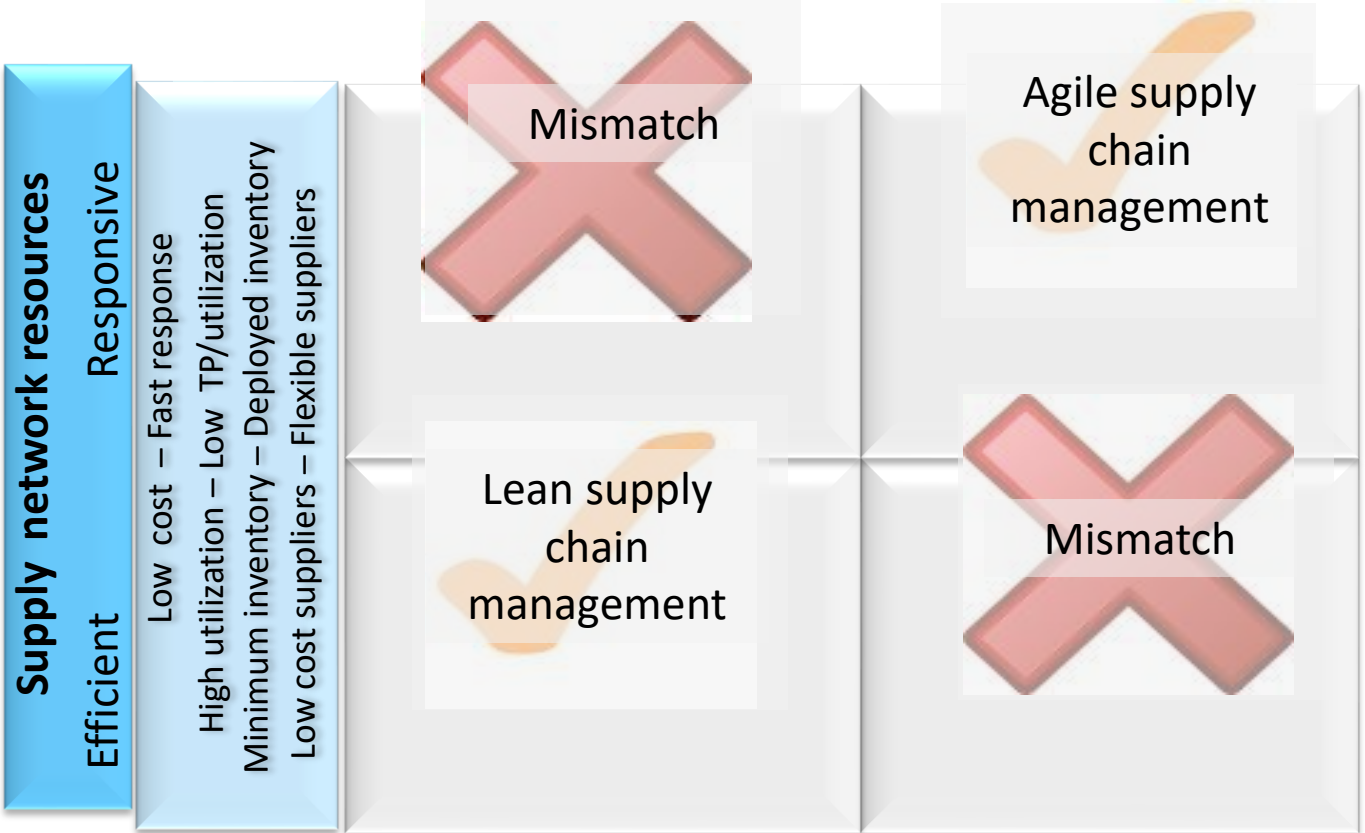 Supply network resources
Efficient Responsive
Low cost – Fast response
High utilization – Low TP/utilization
Minimum inventory – Deployed inventory
Low cost suppliers – Flexible suppliers
Mismatch
Agile supply
chain
management
Lean supply
chain
management
Mismatch